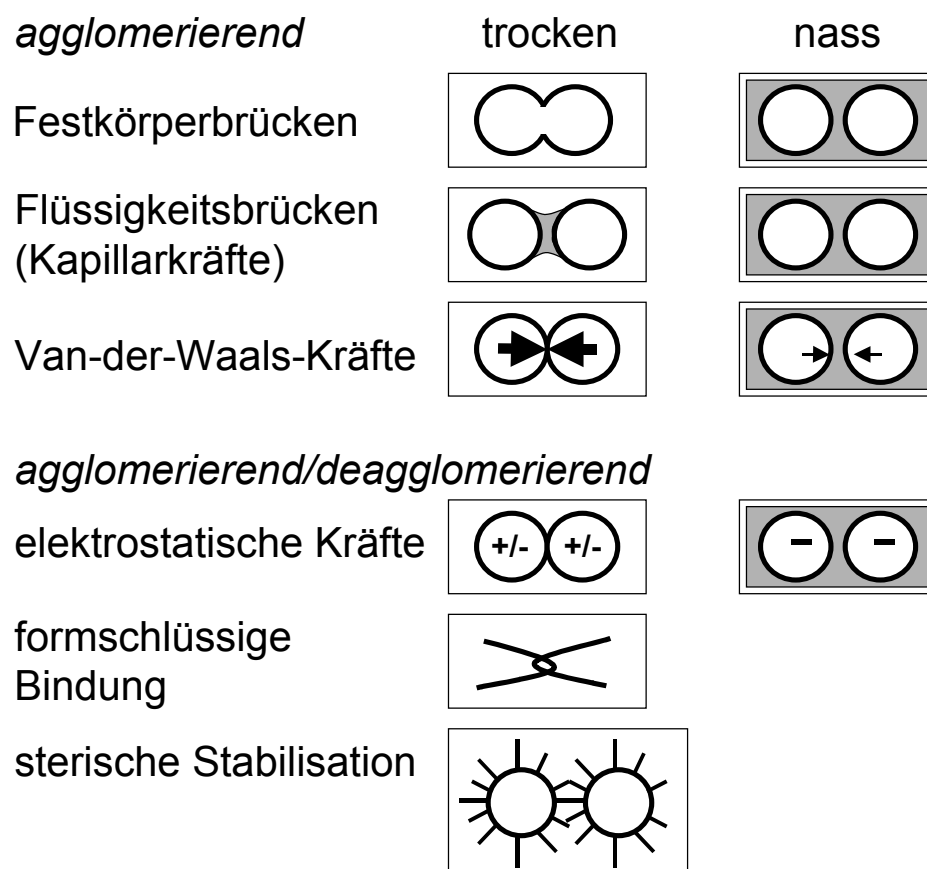 agglomerierend trocken nass
Festkörperbrücken
Flüssigkeitsbrücken
(Kapillarkräfte)
Van-der-Waals-Kräfte
agglomerierend/deagglomerierend
elektrostatische Kräfte +/- +/- - -
formschlüssige
Bindung
sterische Stabilisation